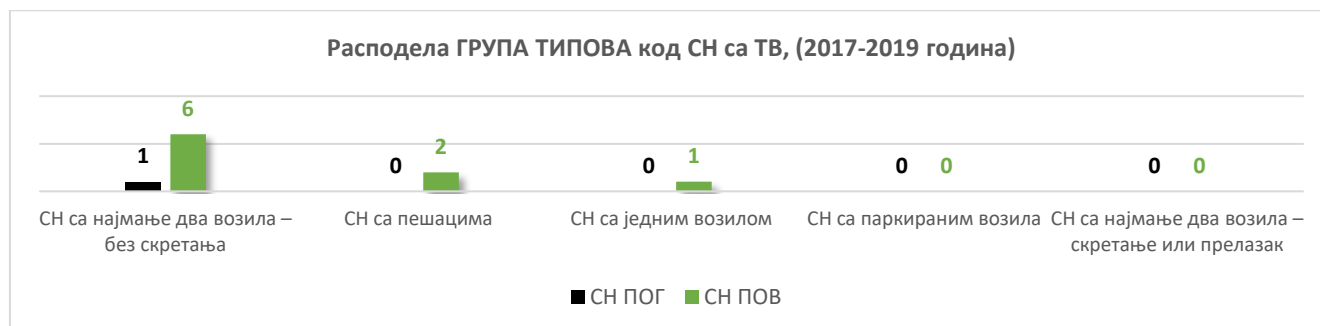 Расподела ГРУПА ТИПОВА код СН са ТВ, (2017-2019 година)
6
1
0
2
0
1
0
0
0
0
СН са најмање два возила –
без скретања
СН са пешацима
СН са једним возилом
СН са паркираним возила
СН са најмање два возила –
скретање или прелазак
СН ПОГ
СН ПОВ